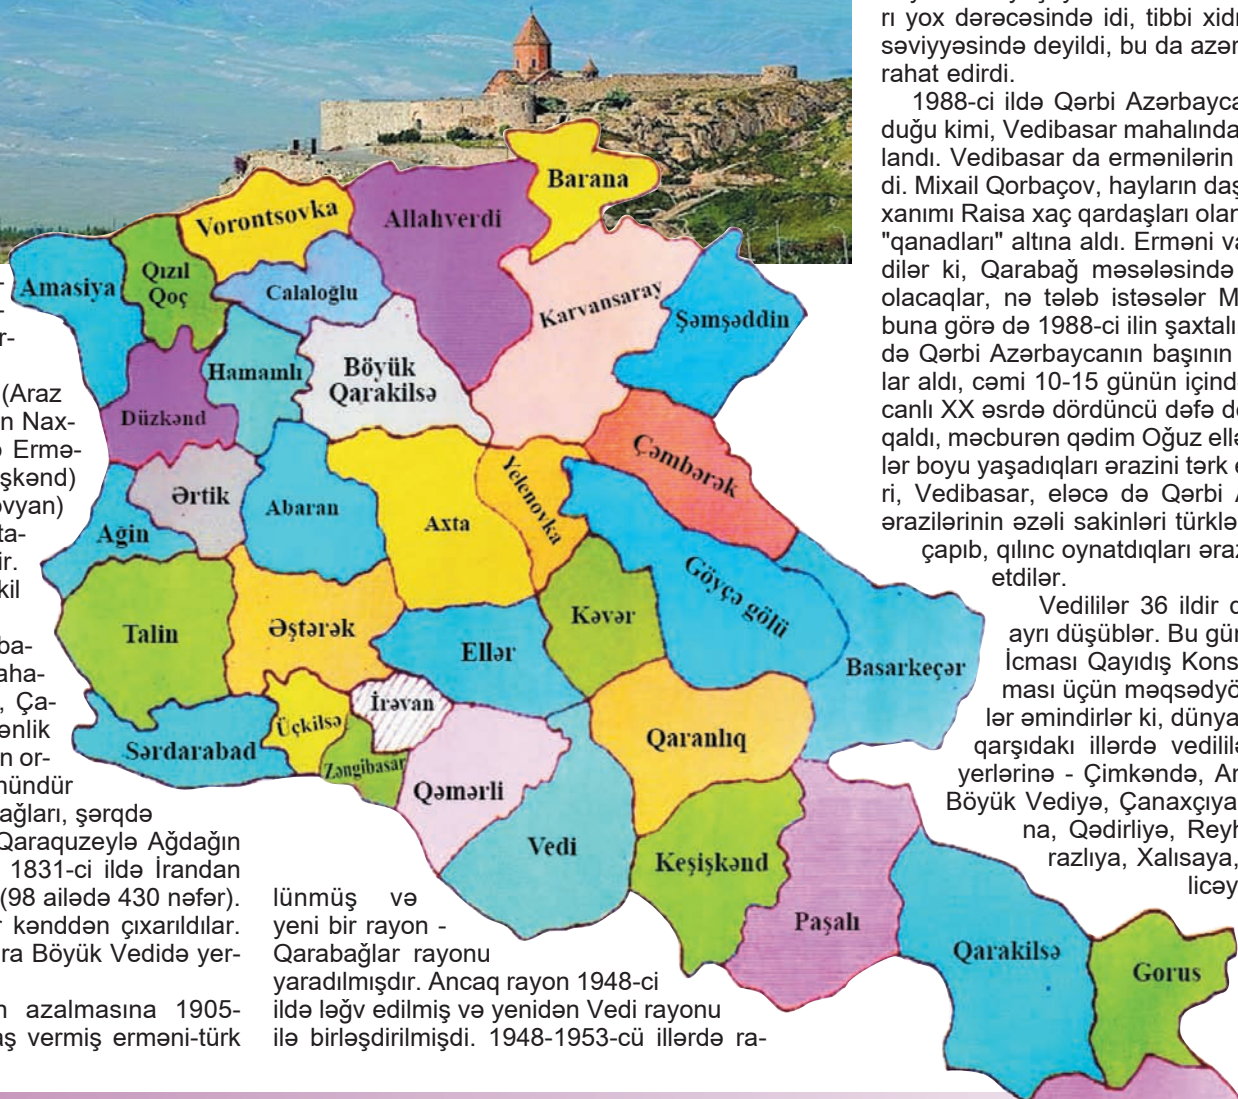 Barana
Vorontsovka
Allahverdi
Amasiya
Qızıl
Qoç
Calaloğlu
Karvansaray
Şəmşəddin
Hamamlı
Böyük
Qarakilsə
Düzkənd
Çəmbərək
Ərtik
Abaran
Axta
Yelenovka
Ağin
Göyçə gölü
Talin
Əştərək
Kəvər
Ellər
Basarkeçər
İrəvan
Üçkilsə
Sərdarabad
Zəngibasar
Qaranlıq
Qəmərli
Vedi
Keşişkənd
Paşalı
Qarakilsə
Gorus
r-
(Araz
n Nax-
Ermə-
şkənd)
ovyan)
ta-
ir.
kil
ba-
aha-
, Ça-
ənlik
n or-
nündür
ağları, şərqdə
Qaraquzeylə Ağdağın
1831-ci ildə İrandan
(98 ailədə 430 nəfər).
r kənddən çıxarıldılar.
ra Böyük Vedidə yer-
n azalmasına 1905-
aş vermiş erməni-türk
lünmüş və
yeni bir rayon -
Qarabağlar rayonu
yaradılmışdır. Ancaq rayon 1948-ci
ildə ləğv edilmiş və yenidən Vedi rayonu
ilə birləşdirilmişdi. 1948-1953-cü illərdə ra-
rı yox dərəcəsində idi, tibbi xidm
səviyyəsində deyildi, bu da azər
rahat edirdi.
1988-ci ildə Qərbi Azərbayca
duğu kimi, Vedibasar mahalında
landı. Vedibasar da ermənilərin
di. Mixail Qorbaçov, hayların daş
xanımı Raisa xaç qardaşları olar
"qanadları" altına aldı. Erməni va
dilər ki, Qarabağ məsələsində
olacaqlar, nə tələb istəsələr M
buna görə də 1988-ci ilin şaxtalı
də Qərbi Azərbaycanın başının
lar aldı, cəmi 10-15 günün içində
canlı XX əsrdə dördüncü dəfə de
qaldı, məcburən qədim Oğuz ellə
lər boyu yaşadıqları ərazini tərk e
ri, Vedibasar, eləcə də Qərbi A
ərazilərinin əzəli sakinləri türklə
çapıb, qılınc oynatdıqları əraz
etdilər.
Vedililər 36 ildir
ayrı düşüblər. Bu gün
İcması Qayıdış Kons
ması üçün məqsədyö
lər əmindirlər ki, dünya
qarşıdakı illərdə vedililə
yerlərinə - Çimkəndə, Ar
Böyük Vediyə, Çanaxçıya
na, Qədirliyə, Reyh
razlıya, Xalısaya,
licəy